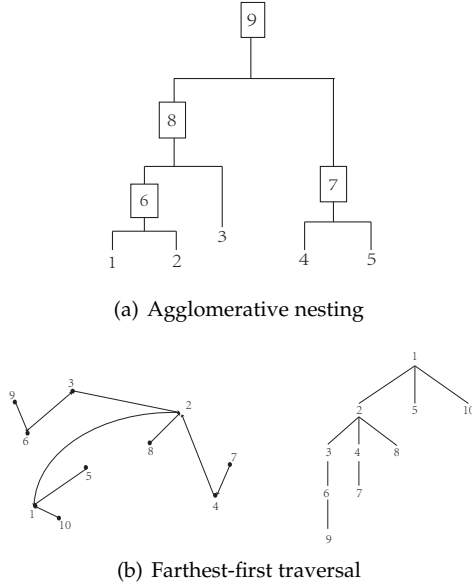 9
8
7
6
3
1 2 4 5
(a) Agglomerative nesting
1
3
9 2 2 5 10
6 8 7 3 4 8
5 4 6 7
1 10 9
(b) Farthest-first traversal